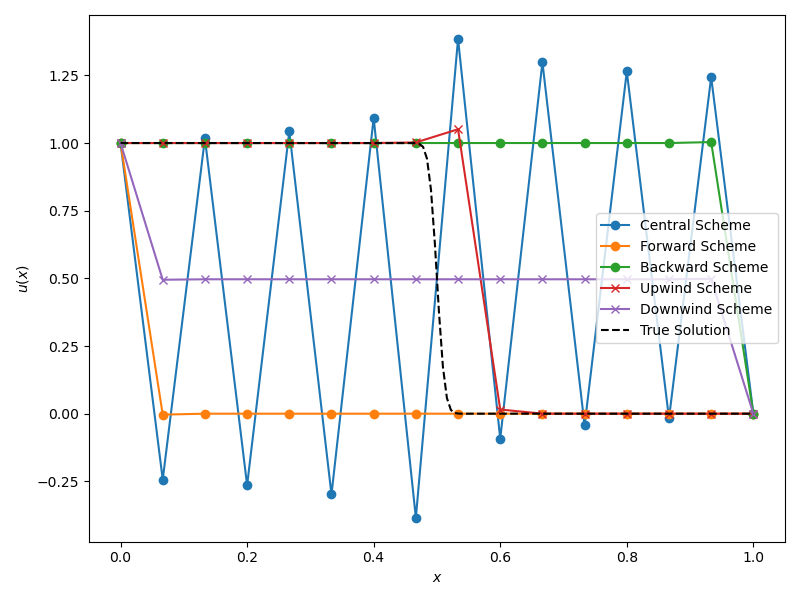 1.25
1.00
0.75
0.50
0.25
0.00
−0.25
u(x)
0.0
0.2
0.4
0.6
0.8
1.0
x
Central Scheme
Forward Scheme
Backward Scheme
Upwind Scheme
Downwind Scheme
True Solution